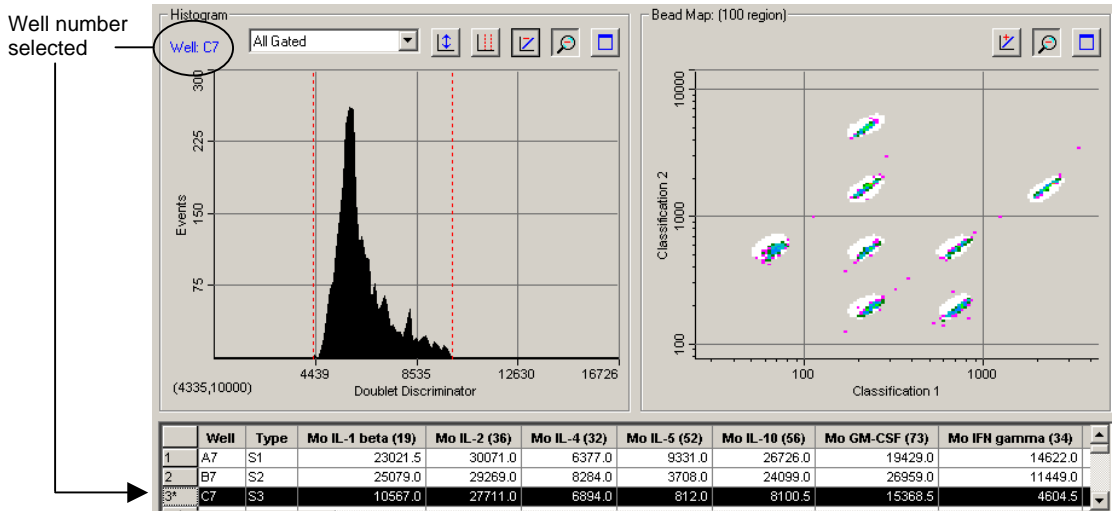 Well number
selected
Histogram
Well: C7
All Gated
300
225
150
75
Events
4439
8535
12630
16726
(4335,10000)
Doublet Discriminator
Bead Map: (100 region)
10000
1000
100
Classification 2
100
1000
Classification 1
Well Type Mo IL-1 beta (19) Mo IL-2 (36) Mo IL-4 (32) Mo IL-5 (52) Mo IL-10 (56) Mo GM-CSF (73) Mo IFN gamma (34)
1 A7 S1 23021.5 30071.0 6377.0 9331.0 26726.0 19429.0 14622.0
2 B7 S2 25079.0 29269.0 8284.0 3708.0 24099.0 26959.0 11449.0
3* C7 S3 10567.0 27711.0 6894.0 812.0 8100.5 15368.5 4604.5